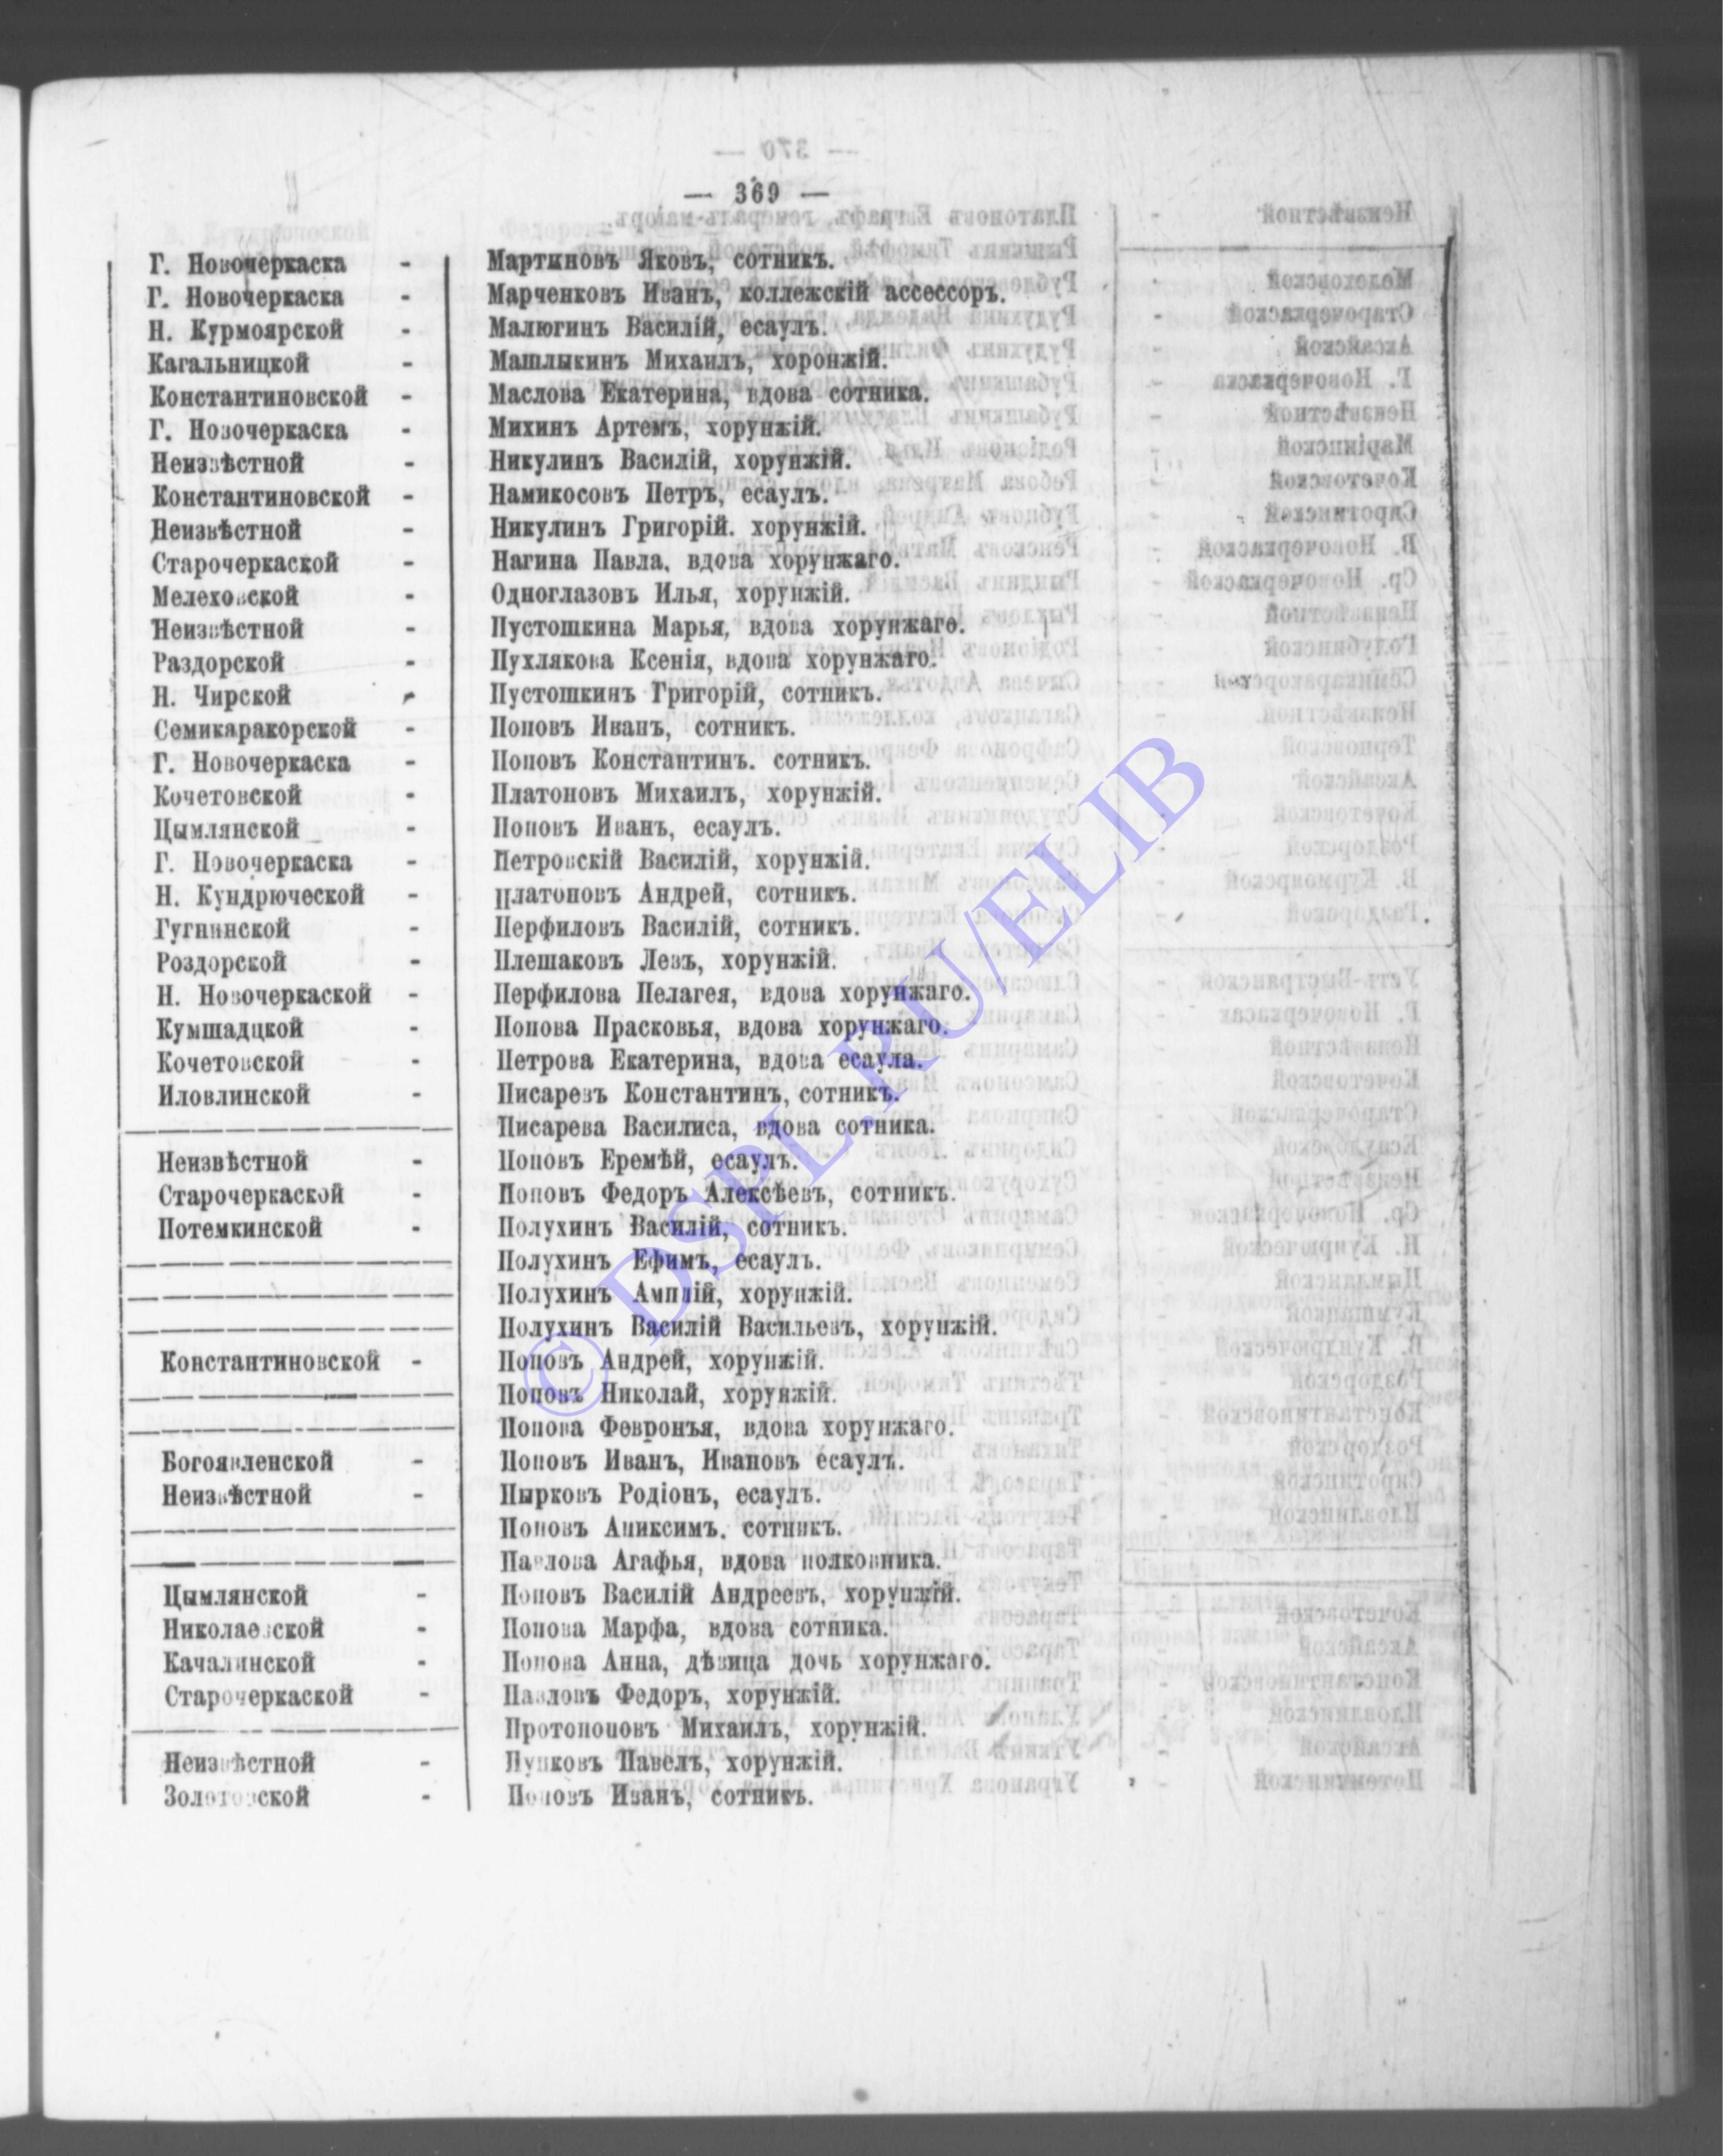 — 369 —
Г. Новочеркаска - Мартыновъ Яковъ, сотникъ.
Г. Новочеркаска - Марченковъ Иванъ, коллежскій ассессоръ.
Н. Курмоярской - Малюгинъ Василій, есаулъ.
Кагальницкой - Машлыкинъ Михаилъ, хоронжій.
Константиновской - Маслова Екатерина, вдова сотника.
Г. Новочеркаска - Михинъ Артемъ, хорунжій.
Неизвѣстной - Никулинъ Василій, хорунжій.
Константиновской - Намикосовъ Петръ, есаулъ.
Неизвѣстной - Никулинъ Григорій. хорунжій.
Старочеркаской - Нагина Павла, вдова хорунжаго.
Мелеховской - Одноглазовъ Илья, хорунжій.
Неизвѣстной - Пустошкина Марья, вдова хорунжаго.
Раздорской - Пухлякова Ксенія, вдова хорунжаго.
Н. Чирской - Пустошкинъ Григорій, сотникъ.
Семикаракорской - Поповъ Иванъ, сотникъ.
Г. Новочеркаска - Поповъ Константинъ. сотникъ.
Кочетовской - Платоновъ Михаилъ, хорунжій.
Цымлянской - Поповъ Иванъ, есаулъ.
Г. Новочеркаска - Петровскій Василій, хорунжій.
Н. Кундрюческой - Платоновъ Андрей, сотникъ.
Гугнинской - Перфиловъ Василій, сотникъ.
Роздорской - Плешаковъ Левъ, хорунжій.
Н. Новочеркаской - Перфилова Пелагея, вдова хорунжаго.
Кумшадцкой - Попова Прасковья, вдова хорунжаго.
Кочетовской - Петрова Екатерина, вдова есаула.
Иловлинской - Писаревъ Константинъ, сотникъ.
— — — — Писарева Василиса, вдова сотника.
Неизвѣстной - Поповъ Еремѣй, есаулъ.
Старочеркаской - Поповъ Федоръ Алексѣевъ, сотникъ.
Потемкинской - Полухинъ Василій, сотникъ.
— — — — Полухинъ Ефимъ, есаулъ.
— — — — Полухинъ Амплій, хорунжій.
— — — — Полухинъ Василій Васильевъ, хорунжій.
Константиновской - Поповъ Андрей, хорунжій.
— — — — Поповъ Николай, хорунжій.
— — — — Попова Февронъя, вдова хорунжаго.
Богоявленской - Поповъ Иванъ, Ивановъ есаулъ.
Неизвѣстной - Пырковъ Родіонъ, есаулъ.
— — — — Поповъ Аниксимъ. сотникъ.
— — — — Павлова Агафья, вдова полковника.
Цымлянской - Поповъ Василій Андреевъ, хорунжій.
Николаевской - Попова Марфа, вдова сотника.
Качалинской - Попова Анна, дѣвица дочь хорунжаго.
Старочеркаской - Павловъ Федоръ, хорунжій.
— — — — Протопоповъ Михаилъ, хорунжій.
Неизвѣстной - Пупковъ Павелъ, хорунжій.
Золотовской - Поповъ Иванъ, сотникъ.
© DSPL.RU/ELIB